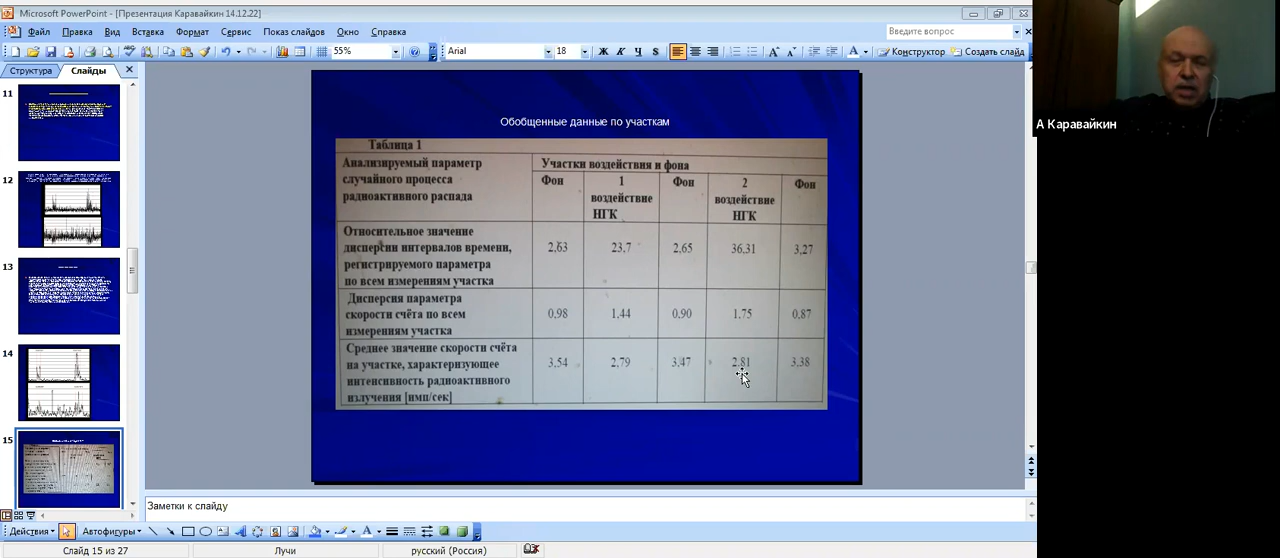 Microsoft PowerPoint - [Презентация Каравайкин 14.12.22]
Файл Правка Вид Вставка Формат Сервис Показ слайдов Окно Справка
Введите вопрос
55%
Arial
18
Ж К Ч S
Конструктор
Создать слайд
Структура
Слайды
11
12
13
14
15
Обобщенные данные по участкам
Таблица 1
Анализируемый параметр
случайного процесса
радиоактивного распада
Участки воздействия и фона
Фон
1
воздействие
НГК
Фон
2
воздействие
НГК
Фон
Относительное значение
дисперсии интервалов времени,
регистрируемого параметра
по всем измерениям участка
2,63 23,7 2,65 36,31 3,27
Дисперсия параметра
скорости счёта по всем
измерениям участка
0,98 1,44 0,90 1,75 0,87
Среднее значение скорости счёта
на участке, характеризующее
интенсивность радиоактивного
излучения [имп/сек]
3,54 2,79 3,47 2,81 3,38
Заметки к слайду
Действия
Автофигуры
Слайд 15 из 27
Лучи
русский (Россия)
А Каравайкин